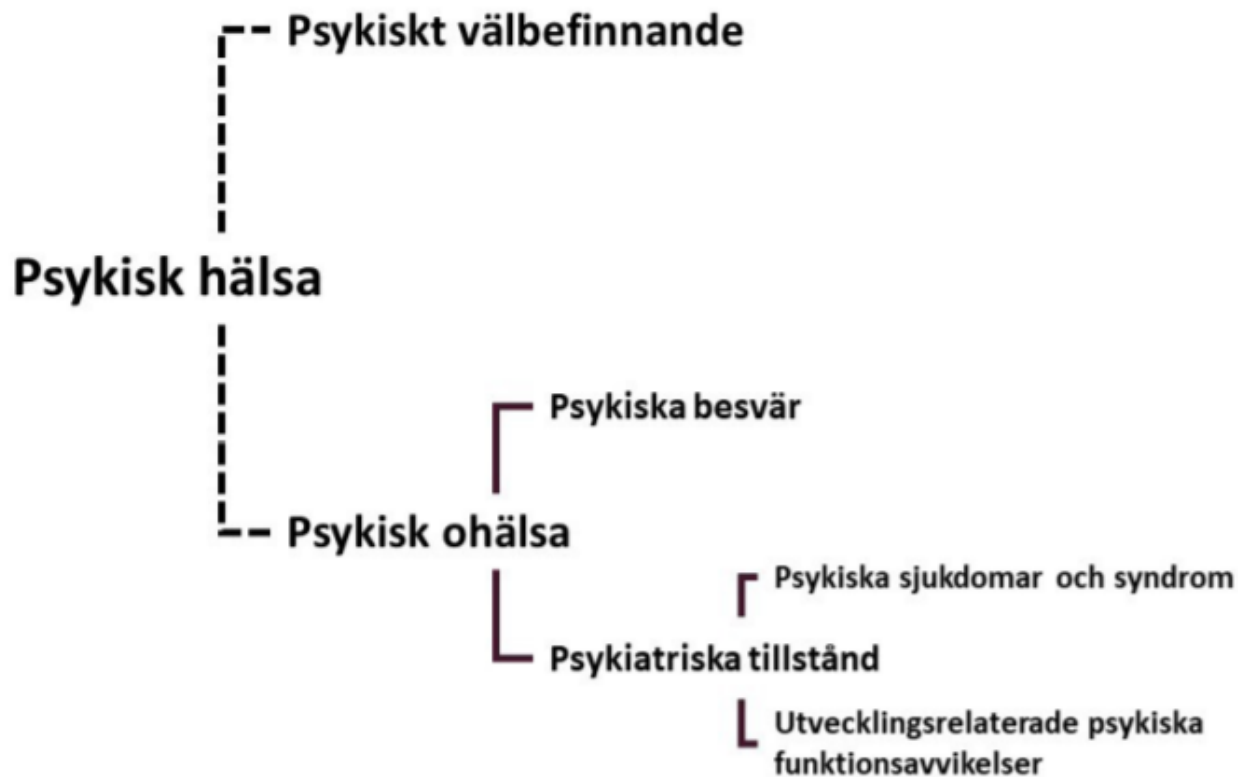 Psykiskt välbefinnande
Psykisk hälsa
Psykiska besvär
Psykisk ohälsa
Psykiska sjukdomar och syndrom
Psykiatriska tillstånd
Utvecklingsrelaterade psykiska
funktionsavvikelser